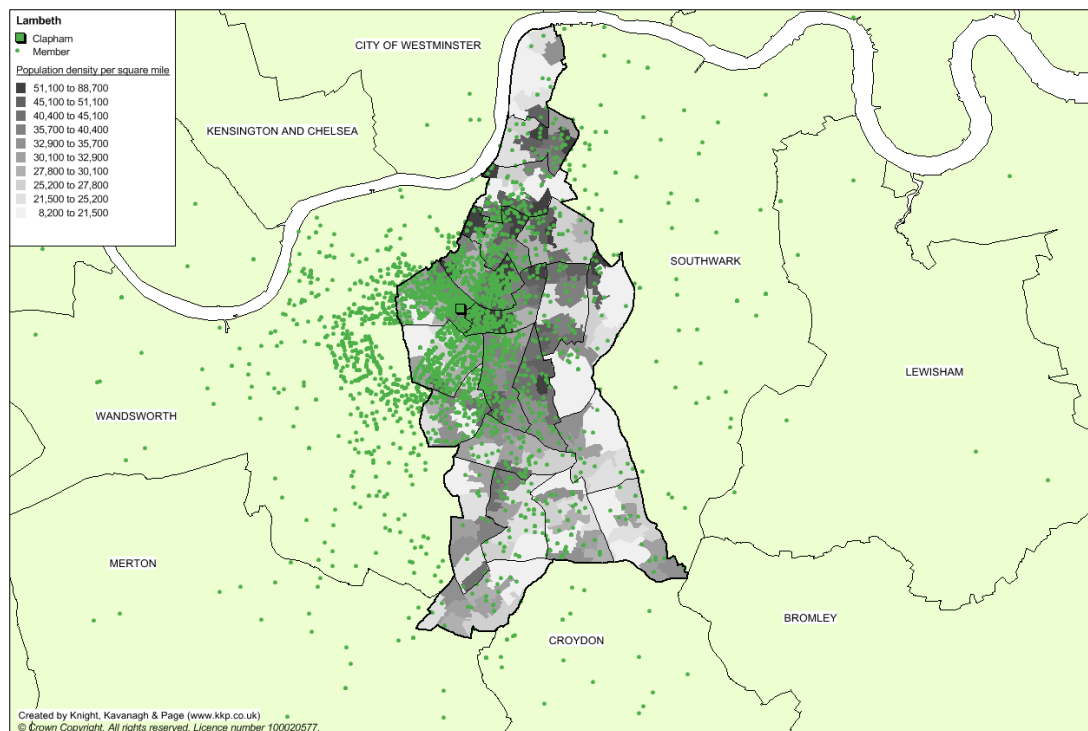 Lambeth
Clapham
Member
Population density per square mile
51,100 to 88,700
45,100 to 51,100
40,400 to 45,100
35,700 to 40,400
32,900 to 35,700
30,100 to 32,900
27,800 to 30,100
25,200 to 27,800
21,500 to 25,200
8,200 to 21,500
CITY OF WESTMINSTER
KENSINGTON AND CHELSEA
SOUTHWARK
LEWISHAM
WANDSWORTH
MERTON
BROMLEY
CROYDON
Created by Knight, Kavanagh & Page (www.kkp.co.uk)
© Crown Copyright. All rights reserved. Licence number 100020577.